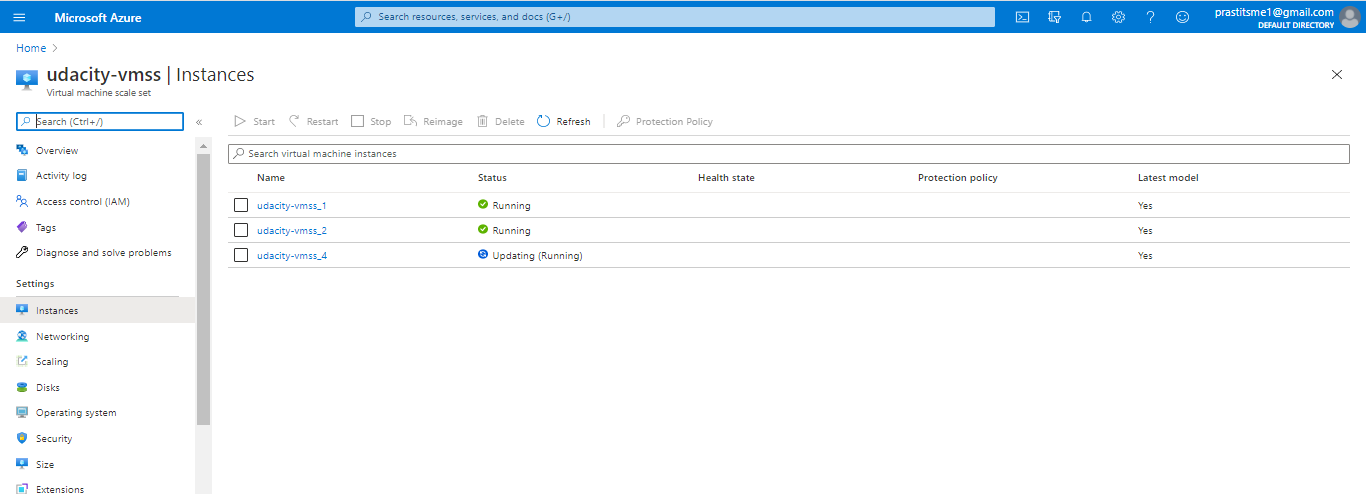 Microsoft Azure
Search resources, services, and docs (G+/)
prastitsme1@gmail.com
DEFAULT DIRECTORY
Home
udacity-vmss | Instances
Virtual machine scale set
Search (Ctrl+/)
«
Start Restart Stop Reimage Delete Refresh Protection Policy
Search virtual machine instances
Name Status Health state Protection policy Latest model
udacity-vmss_1 Running Yes
udacity-vmss_2 Running Yes
udacity-vmss_4 Updating (Running) Yes
Overview
Activity log
Access control (IAM)
Tags
Diagnose and solve problems
Settings
Instances
Networking
Scaling
Disks
Operating system
Security
Size
Extensions